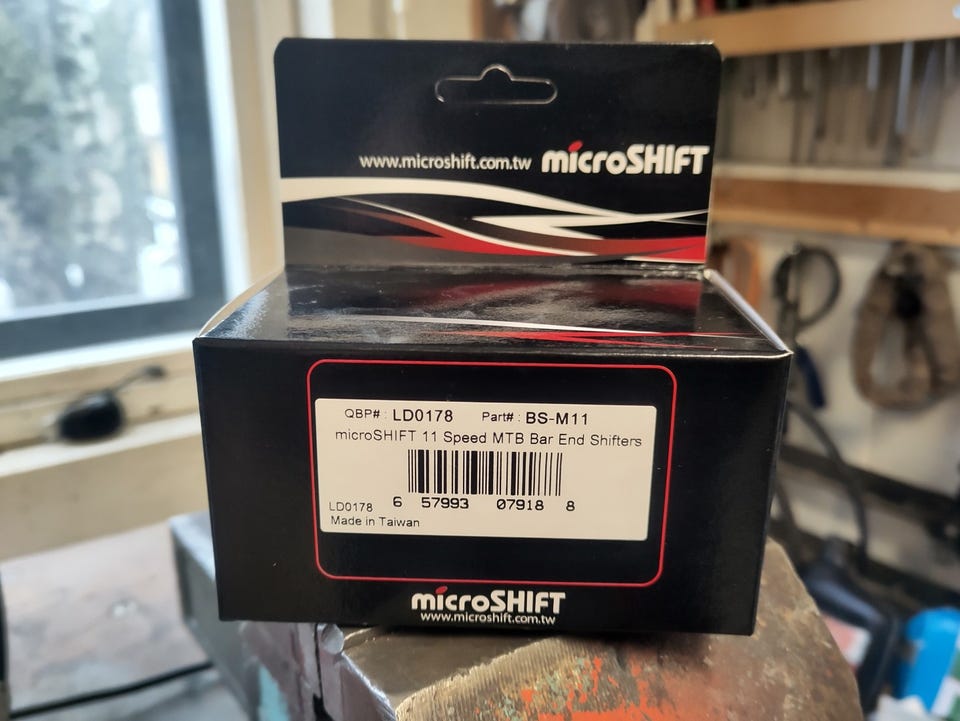 www.microshift.com.tw microSHIFT
QBP# : LD0178 Part# : BS-M11
microSHIFT 11 Speed MTB Bar End Shifters
6 57993 07918 8
LD0178
Made in Taiwan
microSHIFT
www.microshift.com.tw